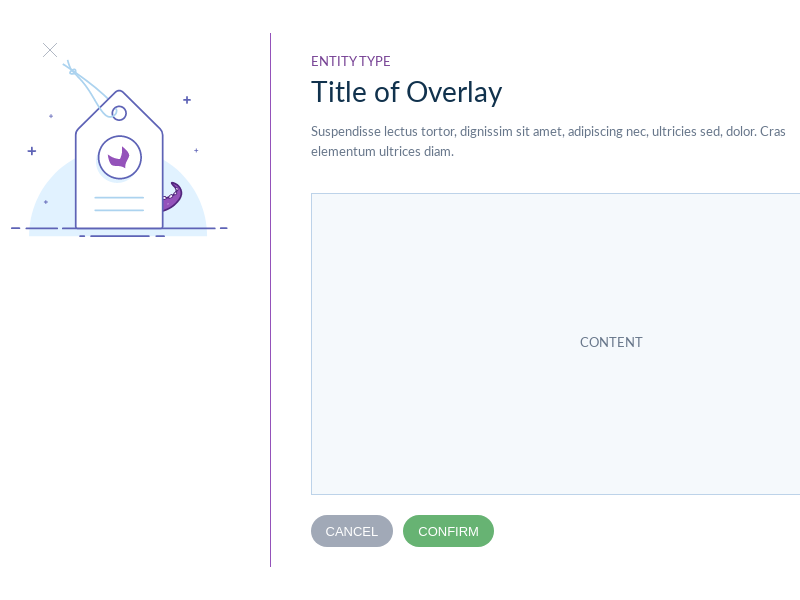 ENTITY TYPE
Title of Overlay
Suspendisse lectus tortor, dignissim sit amet, adipiscing nec, ultricies sed, dolor. Cras
elementum ultrices diam.
CONTENT
CANCEL
CONFIRM